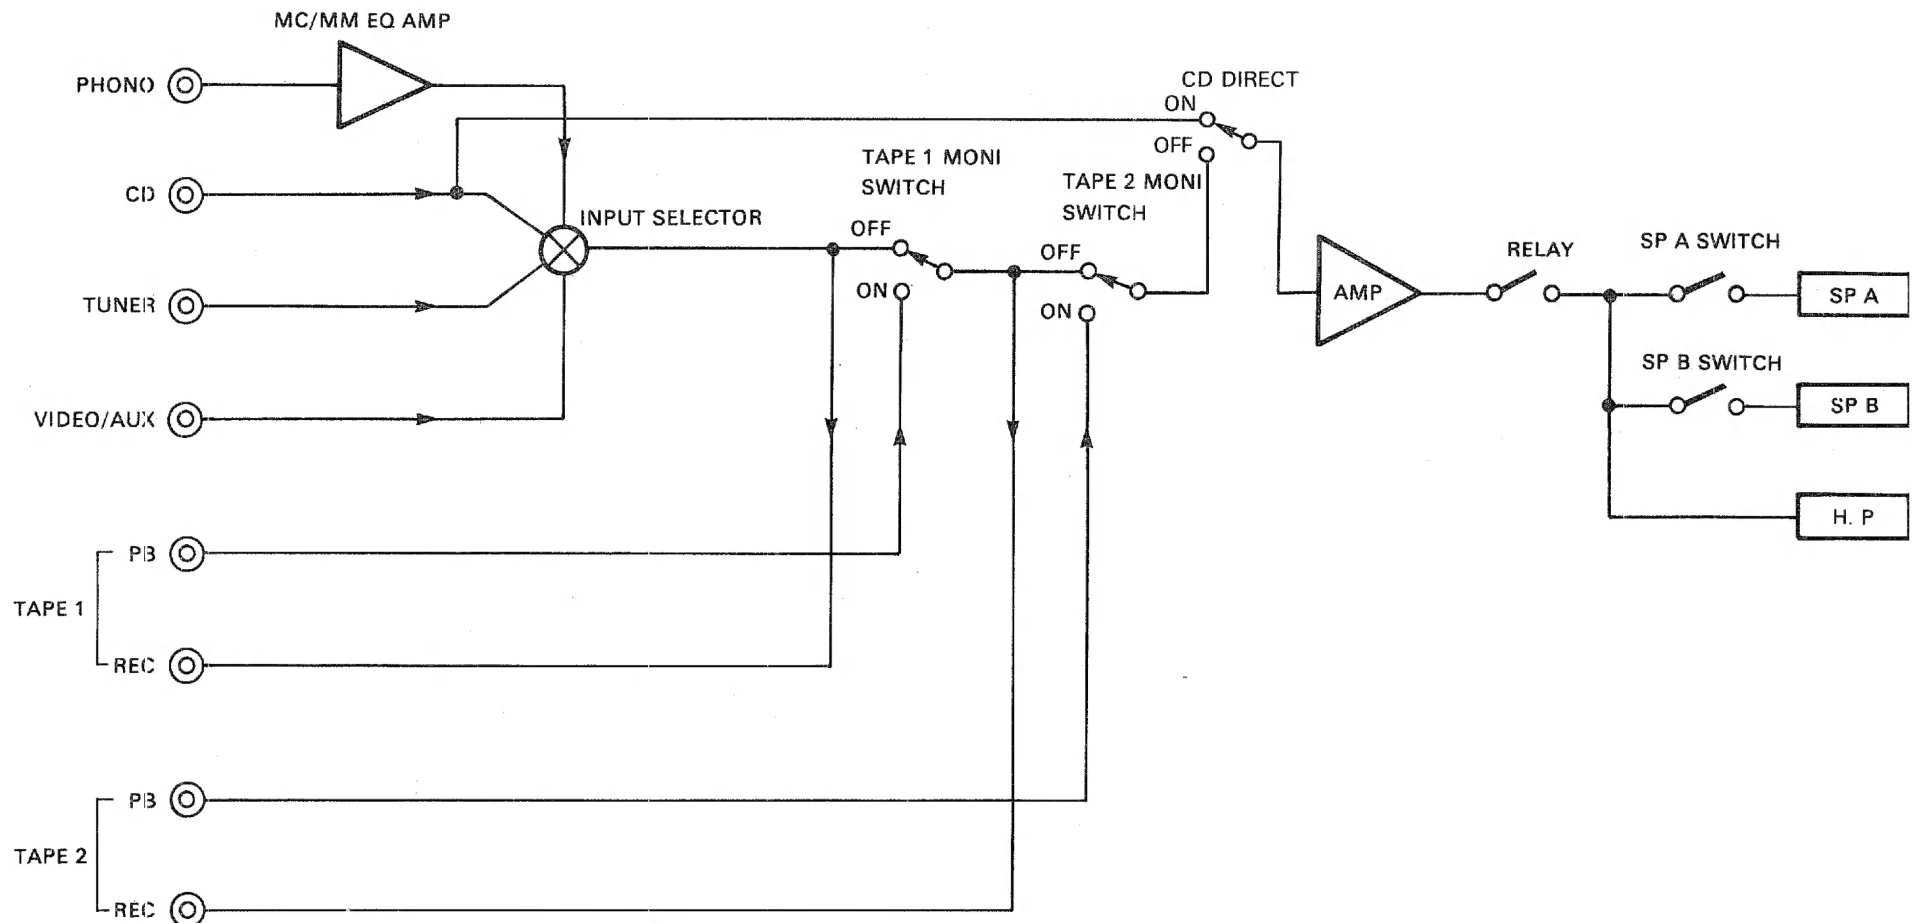 MC/MM EQ AMP
PHONO
CD DIRECT
ON
OFF
CD
TAPE 1 MONI
SWITCH
TAPE 2 MONI
SWITCH
INPUT SELECTOR
OFF
ON
OFF
ON
RELAY
SP A SWITCH
AMP
SP A
TUNER
SP B SWITCH
SP B
VIDEO/AUX
H. P
PB
TAPE 1
REC
PB
TAPE 2
REC